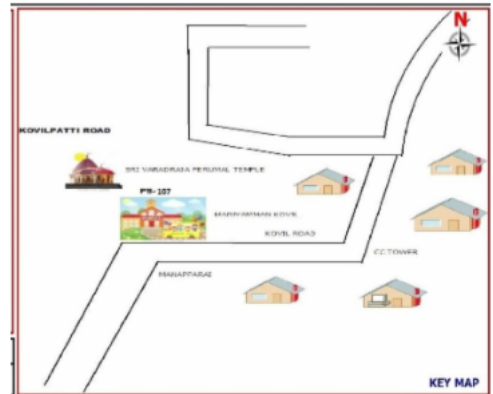 N
KOVILPATTI ROAD
SRI VARADRAJA PERUMAL TEMPLE
PS-107
MARIYAMMAN KOVIL
KOVIL ROAD
CC TOWER
MANAPPARAI
KEY MAP